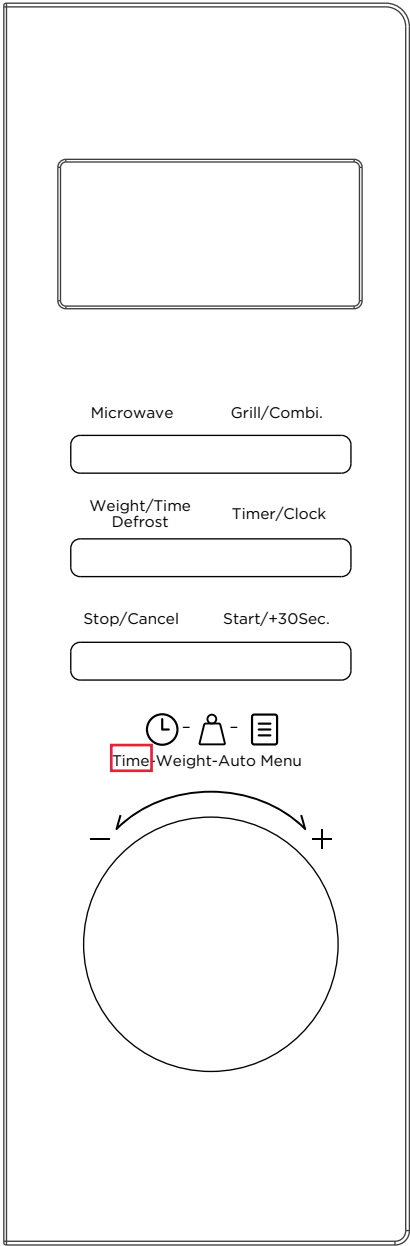 Microwave Grill/Combi.
Weight/Time
Defrost
Timer/Clock
Stop/Cancel Start/+30Sec.
Time-Weight-Auto Menu